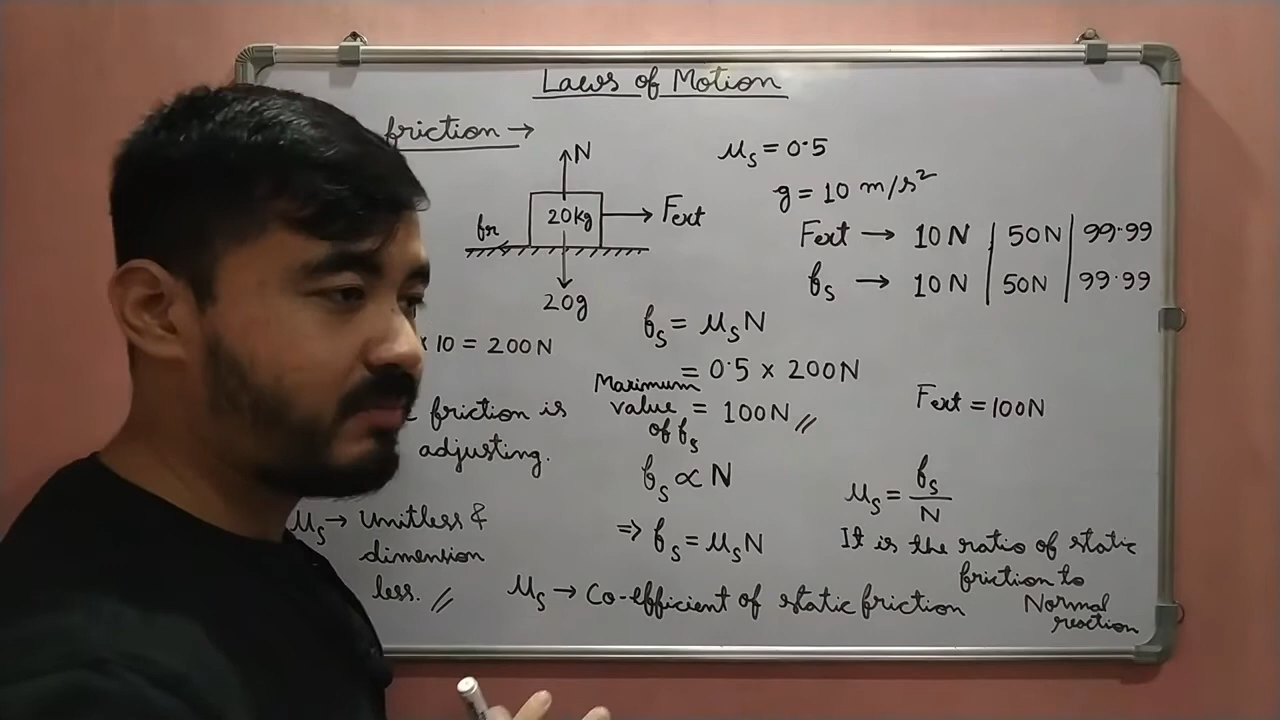 Laws of Motion
friction →
N
20kg
Fext
fr
20g
μs = 0.5
g = 10 m/s²
Fext → 10N | 50N | 99.99
fs → 10N | 50N | 99.99
× 10 = 200N
fs = μsN
= 0.5 × 200N
Maximum value of fs = 100N //
Fext = 100N
friction is
adjusting.
fs ∝ N
⇒ fs = μsN
μs = fs/N
It is the ratio of static
friction to
Normal
reaction
μs → Unitless &
dimension
less. //
μs → Co-efficient of static friction